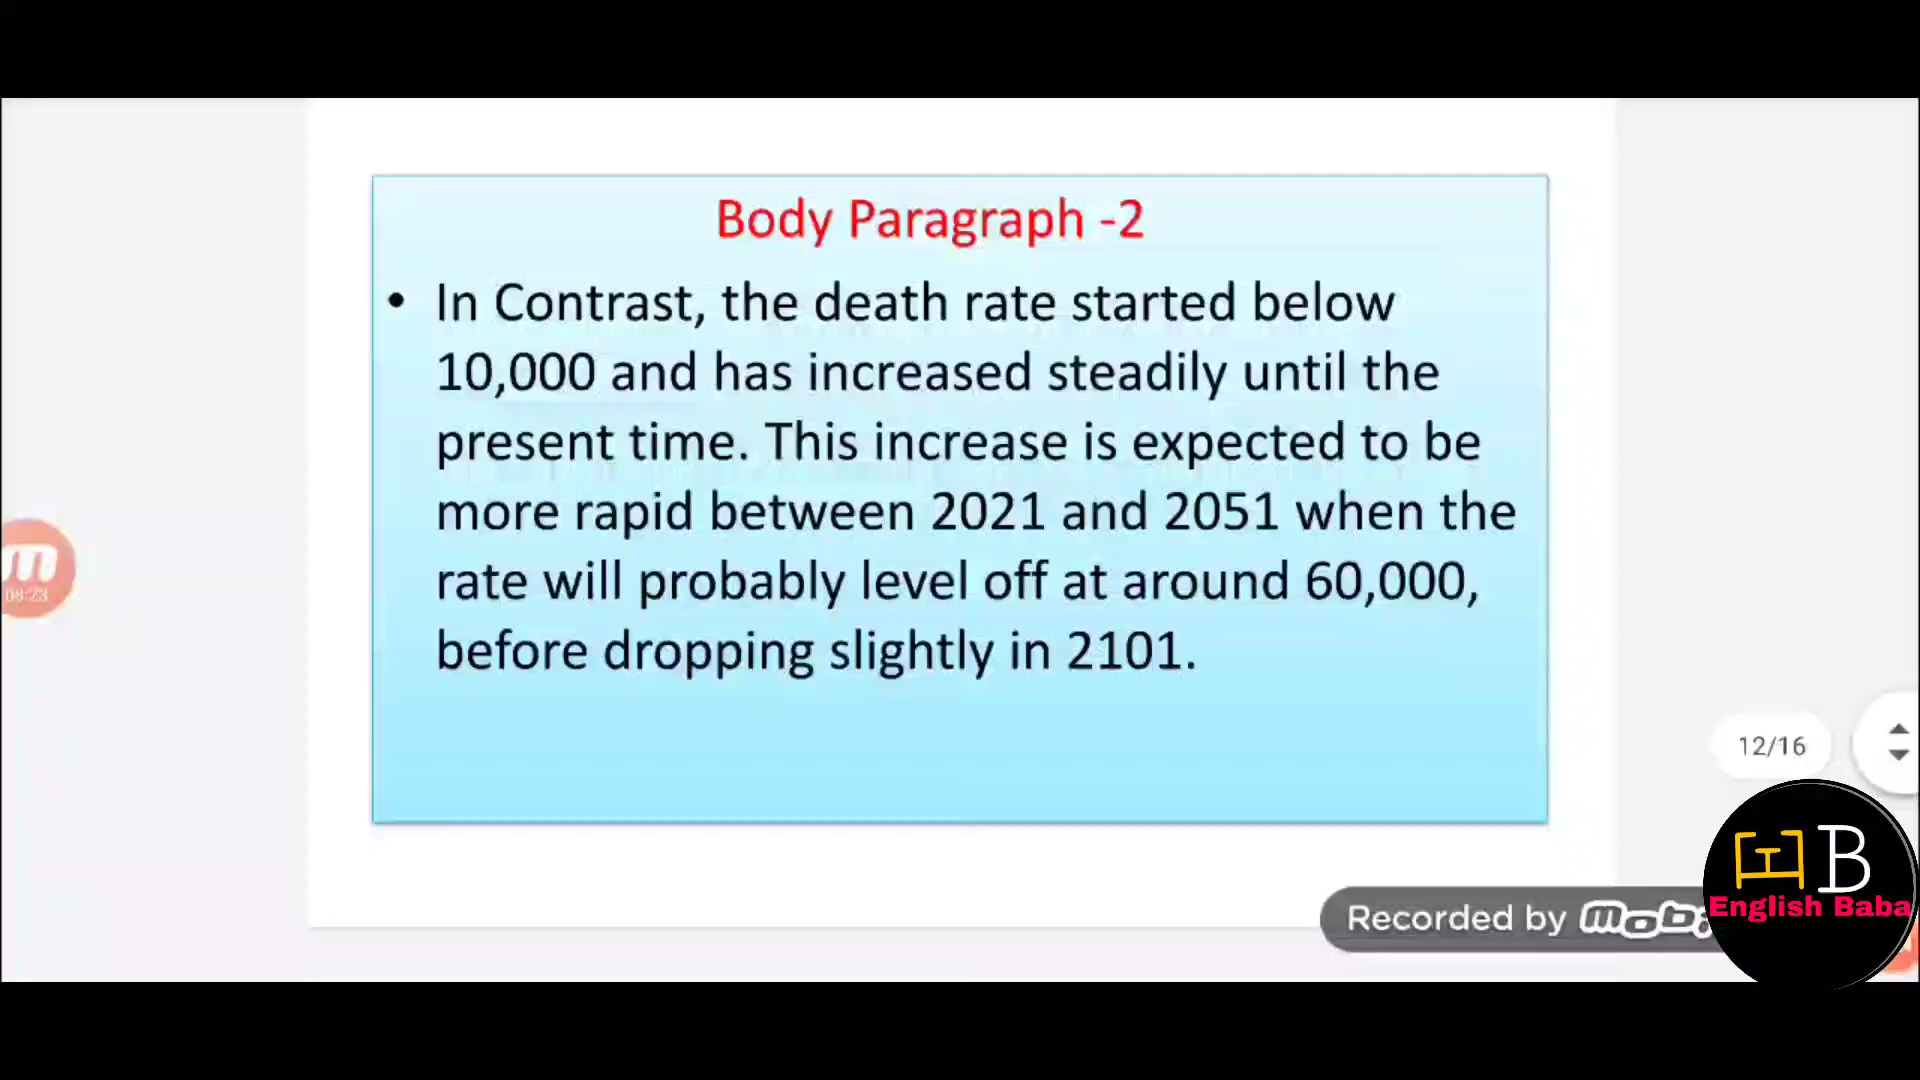 Body Paragraph -2
• In Contrast, the death rate started below
10,000 and has increased steadily until the
present time. This increase is expected to be
more rapid between 2021 and 2051 when the
rate will probably level off at around 60,000,
before dropping slightly in 2101.
08:23
12/16
B
English Baba
Recorded by